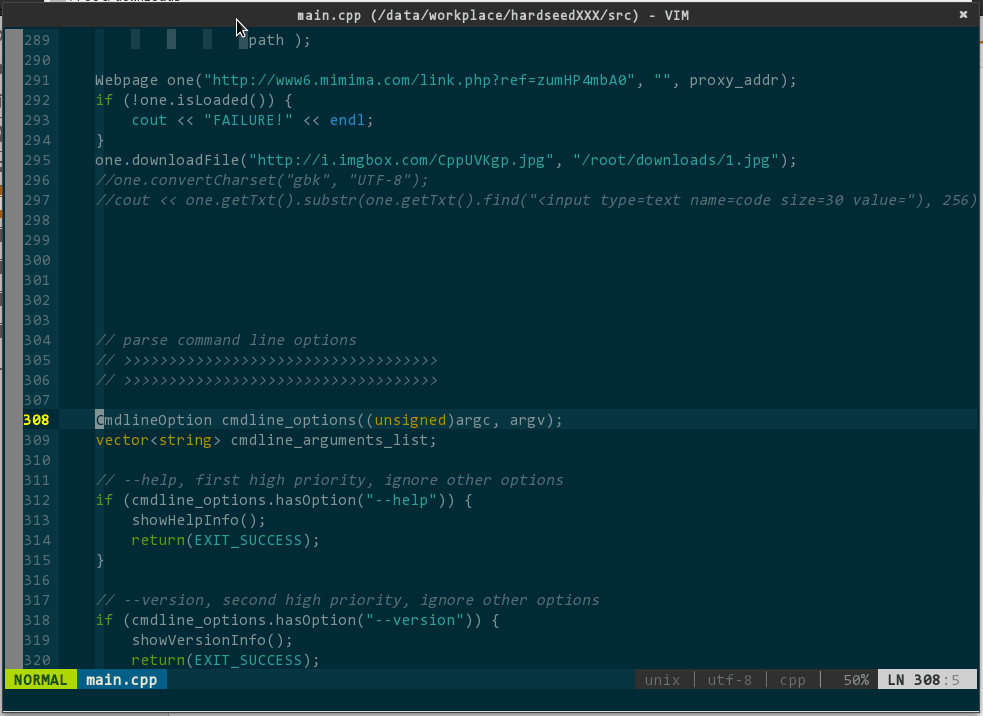 main.cpp (/data/workplace/hardseedXXX/src) - VIM
289 path );
290
291 Webpage one("http://www6.mimima.com/link.php?ref=zumHP4mbA0", "", proxy_addr);
292 if (!one.isLoaded()) {
293 cout << "FAILURE!" << endl;
294 }
295 one.downloadFile("http://i.imgbox.com/CppUVKgp.jpg", "/root/downloads/1.jpg");
296 //one.convertCharset("gbk", "UTF-8");
297 //cout << one.getTxt().substr(one.getTxt().find("<input type=text name=code size=30 value="), 256)
298
299
300
301
302
303
304 // parse command line options
305 // >>>>>>>>>>>>>>>>>>>>>>>>>>>>>>>>>>>
306 // >>>>>>>>>>>>>>>>>>>>>>>>>>>>>>>>>>>
307
308 CmdlineOption cmdline_options((unsigned)argc, argv);
309 vector<string> cmdline_arguments_list;
310
311 // --help, first high priority, ignore other options
312 if (cmdline_options.hasOption("--help")) {
313 showHelpInfo();
314 return(EXIT_SUCCESS);
315 }
316
317 // --version, second high priority, ignore other options
318 if (cmdline_options.hasOption("--version")) {
319 showVersionInfo();
320 return(EXIT_SUCCESS);
NORMAL main.cpp unix | utf-8 | cpp | 50% LN 308:5